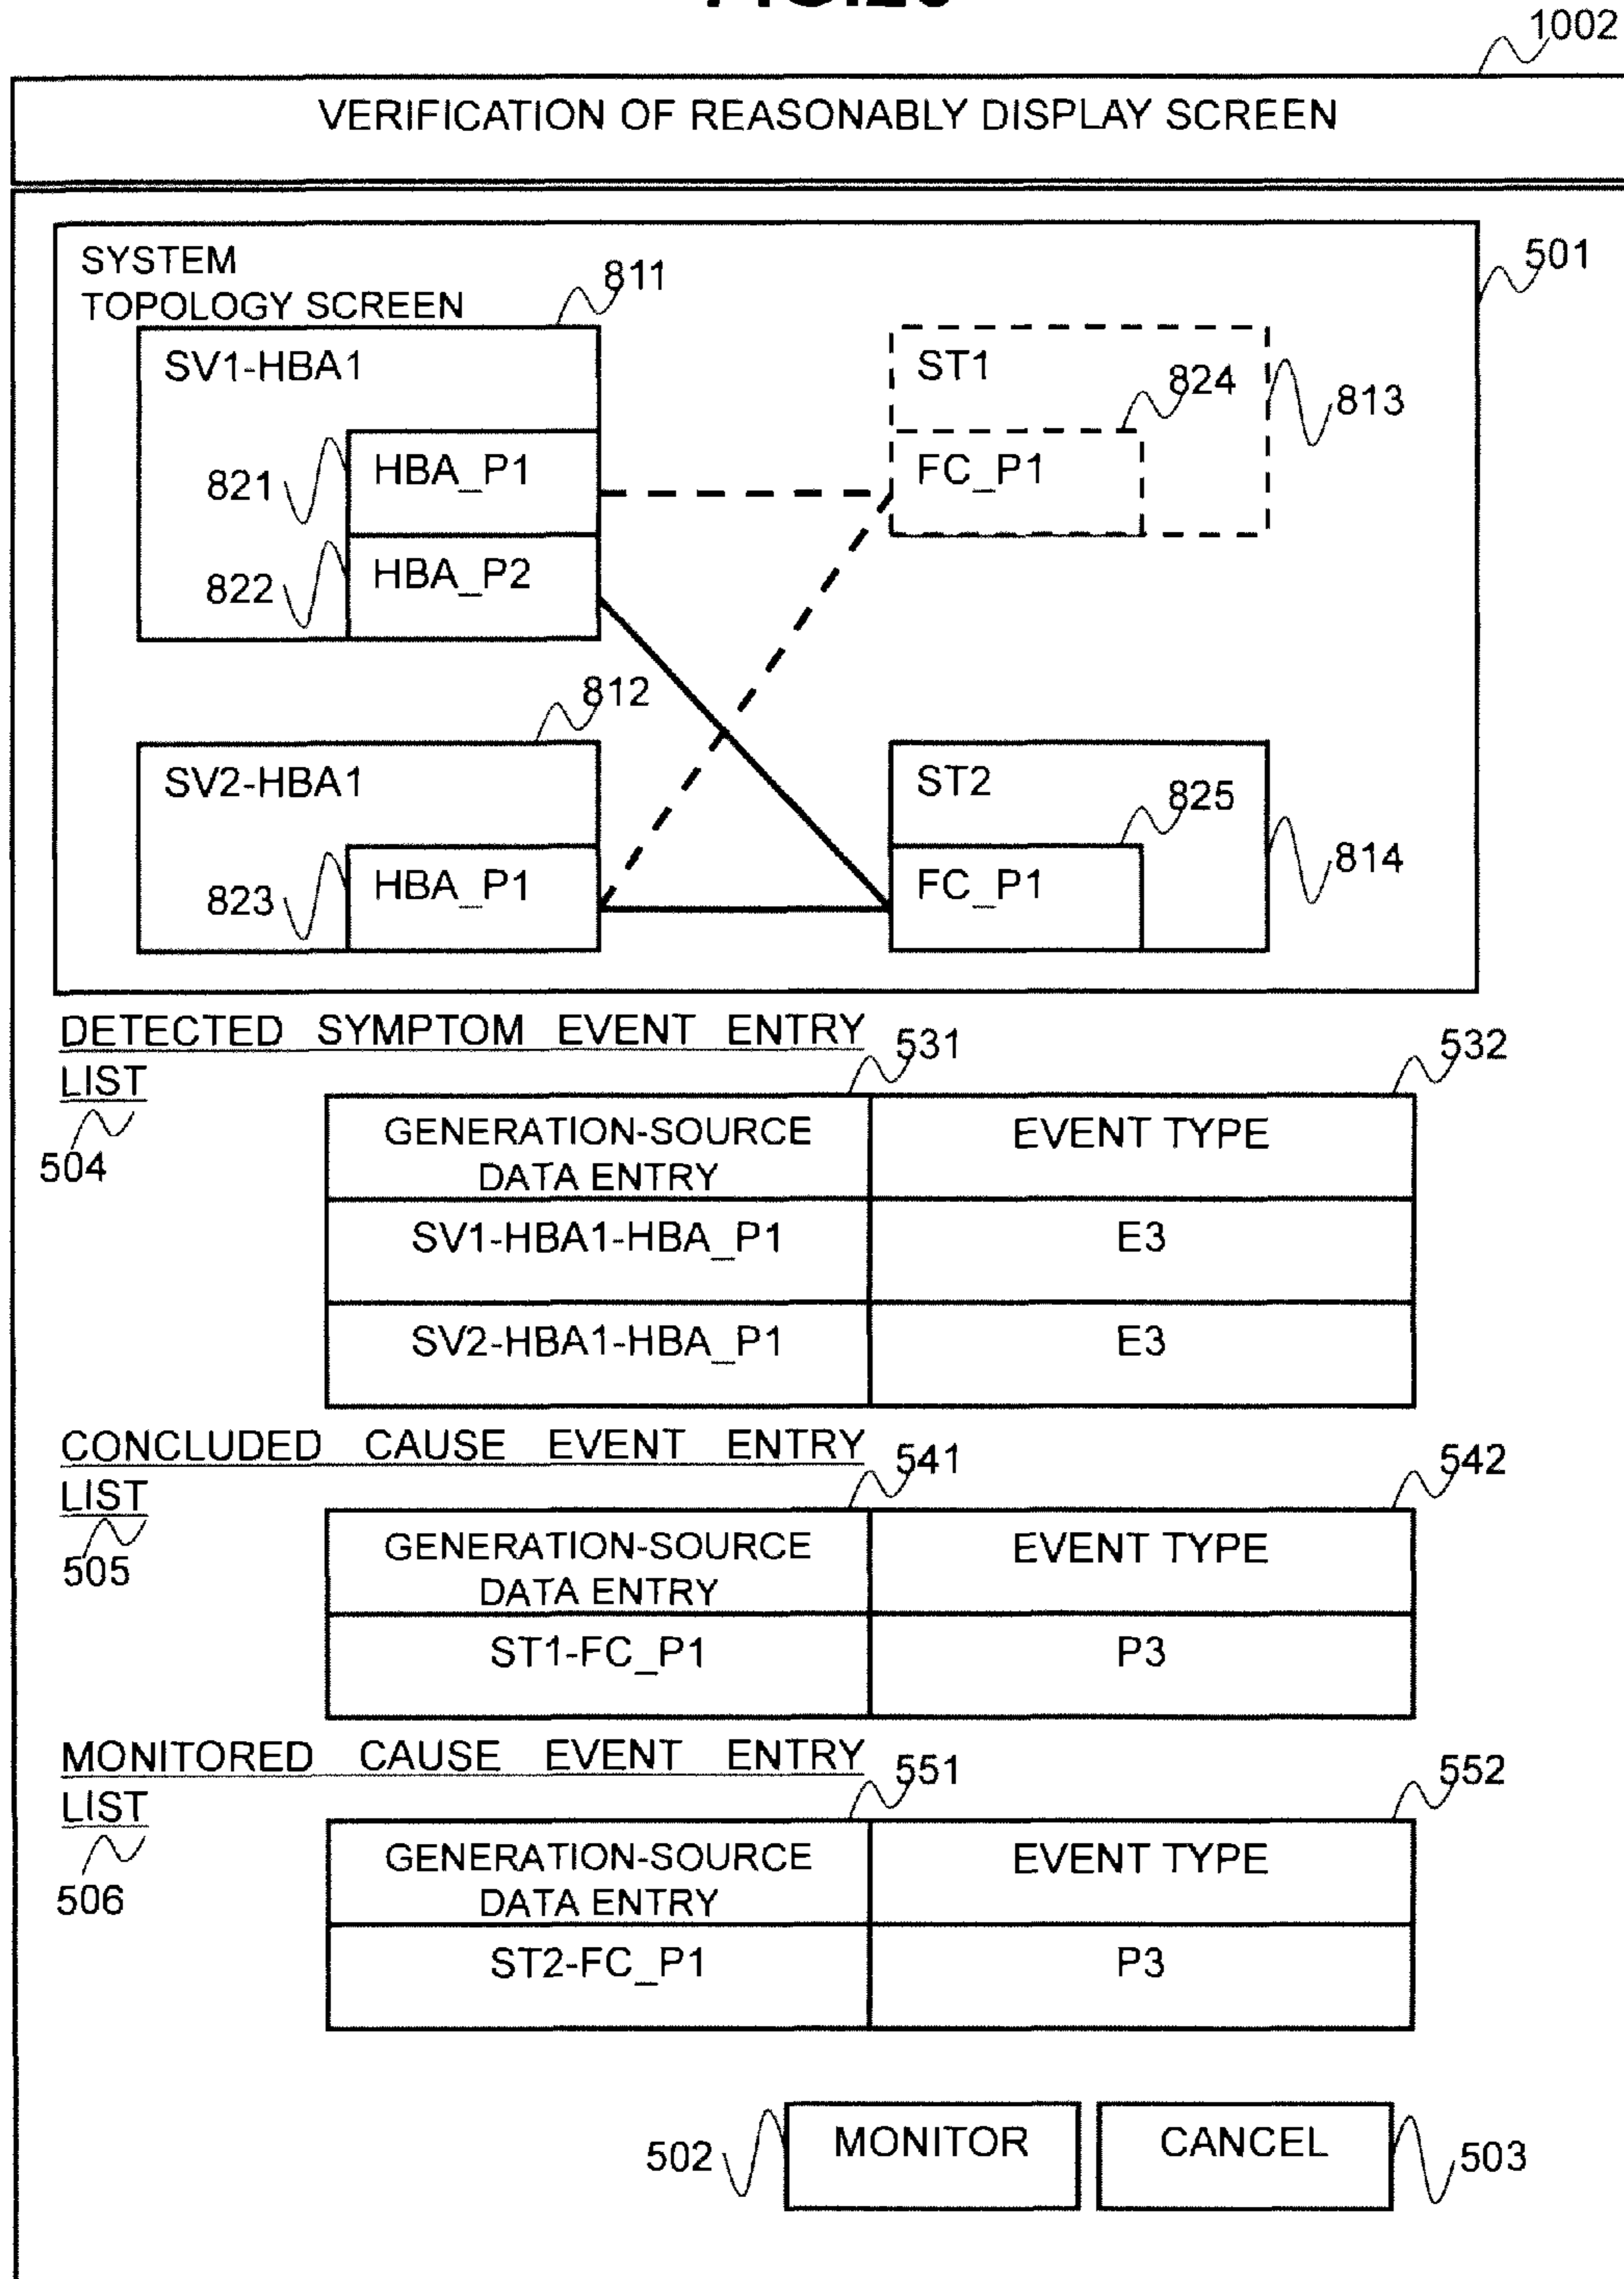 1002
VERIFICATION OF REASONABLY DISPLAY SCREEN
SYSTEM
TOPOLOGY SCREEN
501
811
SV1-HBA1
ST1
824
813
821
HBA_P1
FC_P1
822
HBA_P2
812
SV2-HBA1
ST2
825
814
823
HBA_P1
FC_P1
DETECTED SYMPTOM EVENT ENTRY
LIST
504
531
532
GENERATION-SOURCE
DATA ENTRY
EVENT TYPE
SV1-HBA1-HBA_P1
E3
SV2-HBA1-HBA_P1
E3
CONCLUDED CAUSE EVENT ENTRY
LIST
505
541
542
GENERATION-SOURCE
DATA ENTRY
EVENT TYPE
ST1-FC_P1
P3
MONITORED CAUSE EVENT ENTRY
LIST
506
551
552
GENERATION-SOURCE
DATA ENTRY
EVENT TYPE
ST2-FC_P1
P3
502
MONITOR
CANCEL
503